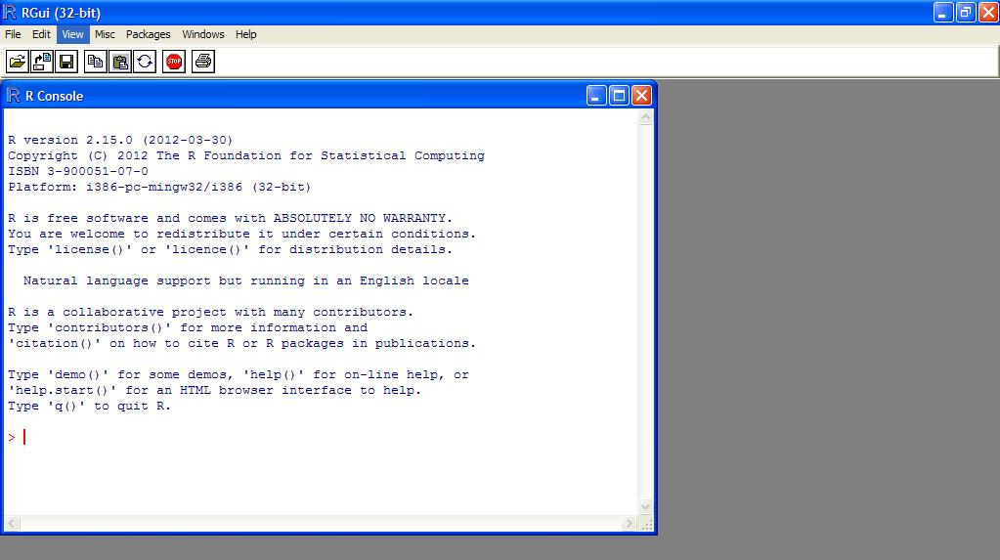 RGui (32-bit)
File Edit View Misc Packages Windows Help
STOP
R Console
R version 2.15.0 (2012-03-30)
Copyright (C) 2012 The R Foundation for Statistical Computing
ISBN 3-900051-07-0
Platform: i386-pc-mingw32/i386 (32-bit)
R is free software and comes with ABSOLUTELY NO WARRANTY.
You are welcome to redistribute it under certain conditions.
Type 'license()' or 'licence()' for distribution details.
Natural language support but running in an English locale
R is a collaborative project with many contributors.
Type 'contributors()' for more information and
'citation()' on how to cite R or R packages in publications.
Type 'demo()' for some demos, 'help()' for on-line help, or
'help.start()' for an HTML browser interface to help.
Type 'q()' to quit R.
>